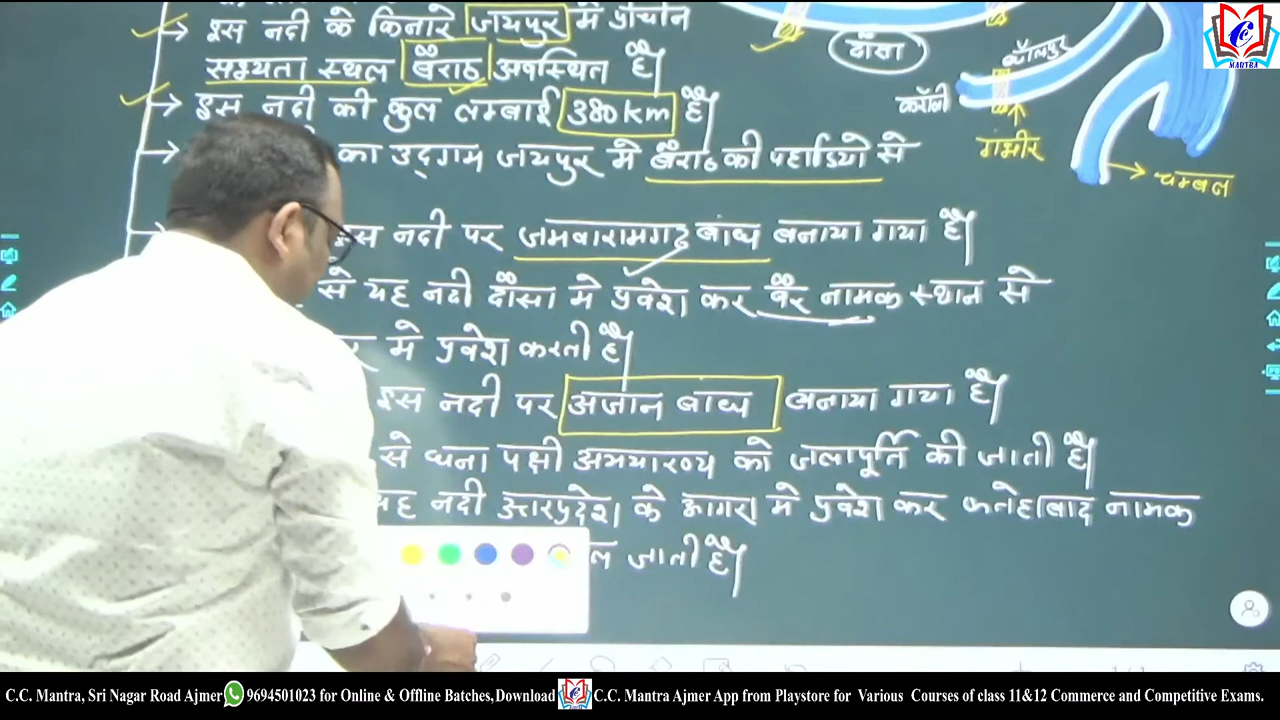 → इस नदी के किनारे जयपुर में प्राचीन
सभ्यता स्थल बैराठ अवस्थित है।
→ इस नदी की कुल लम्बाई 380 km है।
→ का उद्गम जयपुर मे बैराठ की पहाडियो से
इस नदी पर जमवारामगढ बांध बनाया गया है।
से यह नदी दौसा मे प्रवेश कर वैर नामक स्थान से
मे प्रवेश करती है।
इस नदी पर अजान बांध बनाया गया है।
से घना पक्षी अभयारण्य को जलापूर्ति की जाती है।
यह नदी उत्तरप्रदेश के आगरा मे प्रवेश कर फतेहाबाद नामक
ल जाती है।
दौसा
करौली
गंभीर
→ चम्बल
CC
MANTRA
C.C. Mantra, Sri Nagar Road Ajmer 9694501023 for Online & Offline Batches,Download C.C. Mantra Ajmer App from Playstore for Various Courses of class 11&12 Commerce and Competitive Exams.